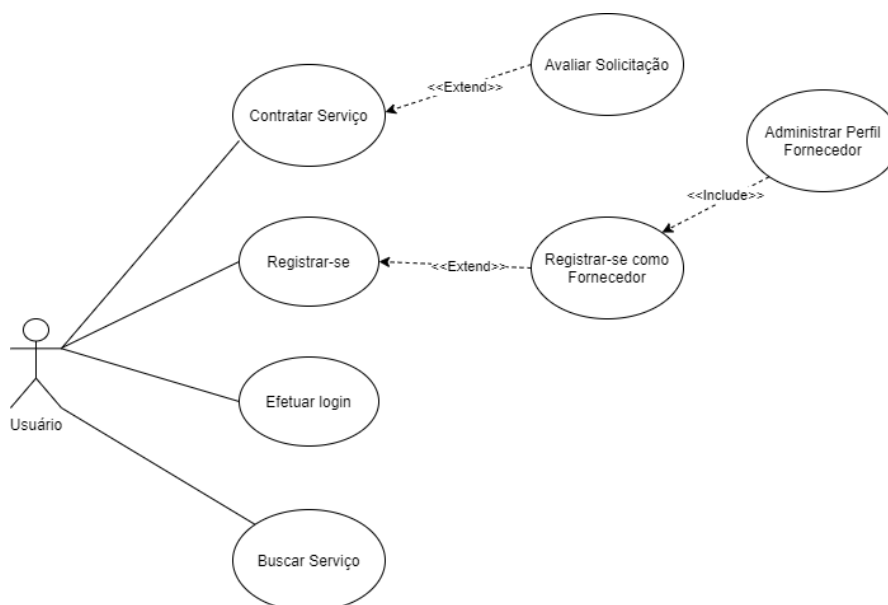 Avaliar Solicitação
<<Extend>>
Contratar Serviço
Administrar Perfil
Fornecedor
<<Include>>
Registrar-se
<<Extend>>
Registrar-se como
Fornecedor
Efetuar login
Usuário
Buscar Serviço